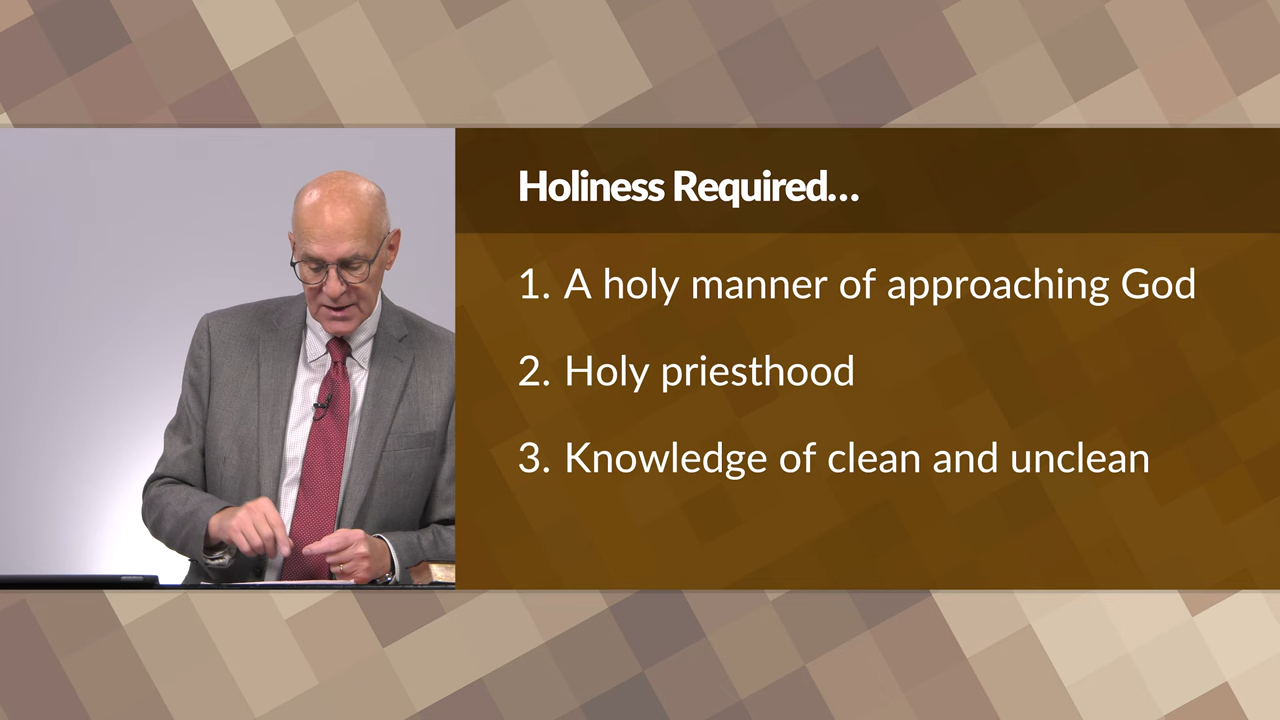 Holiness Required...
1. A holy manner of approaching God
2. Holy priesthood
3. Knowledge of clean and unclean